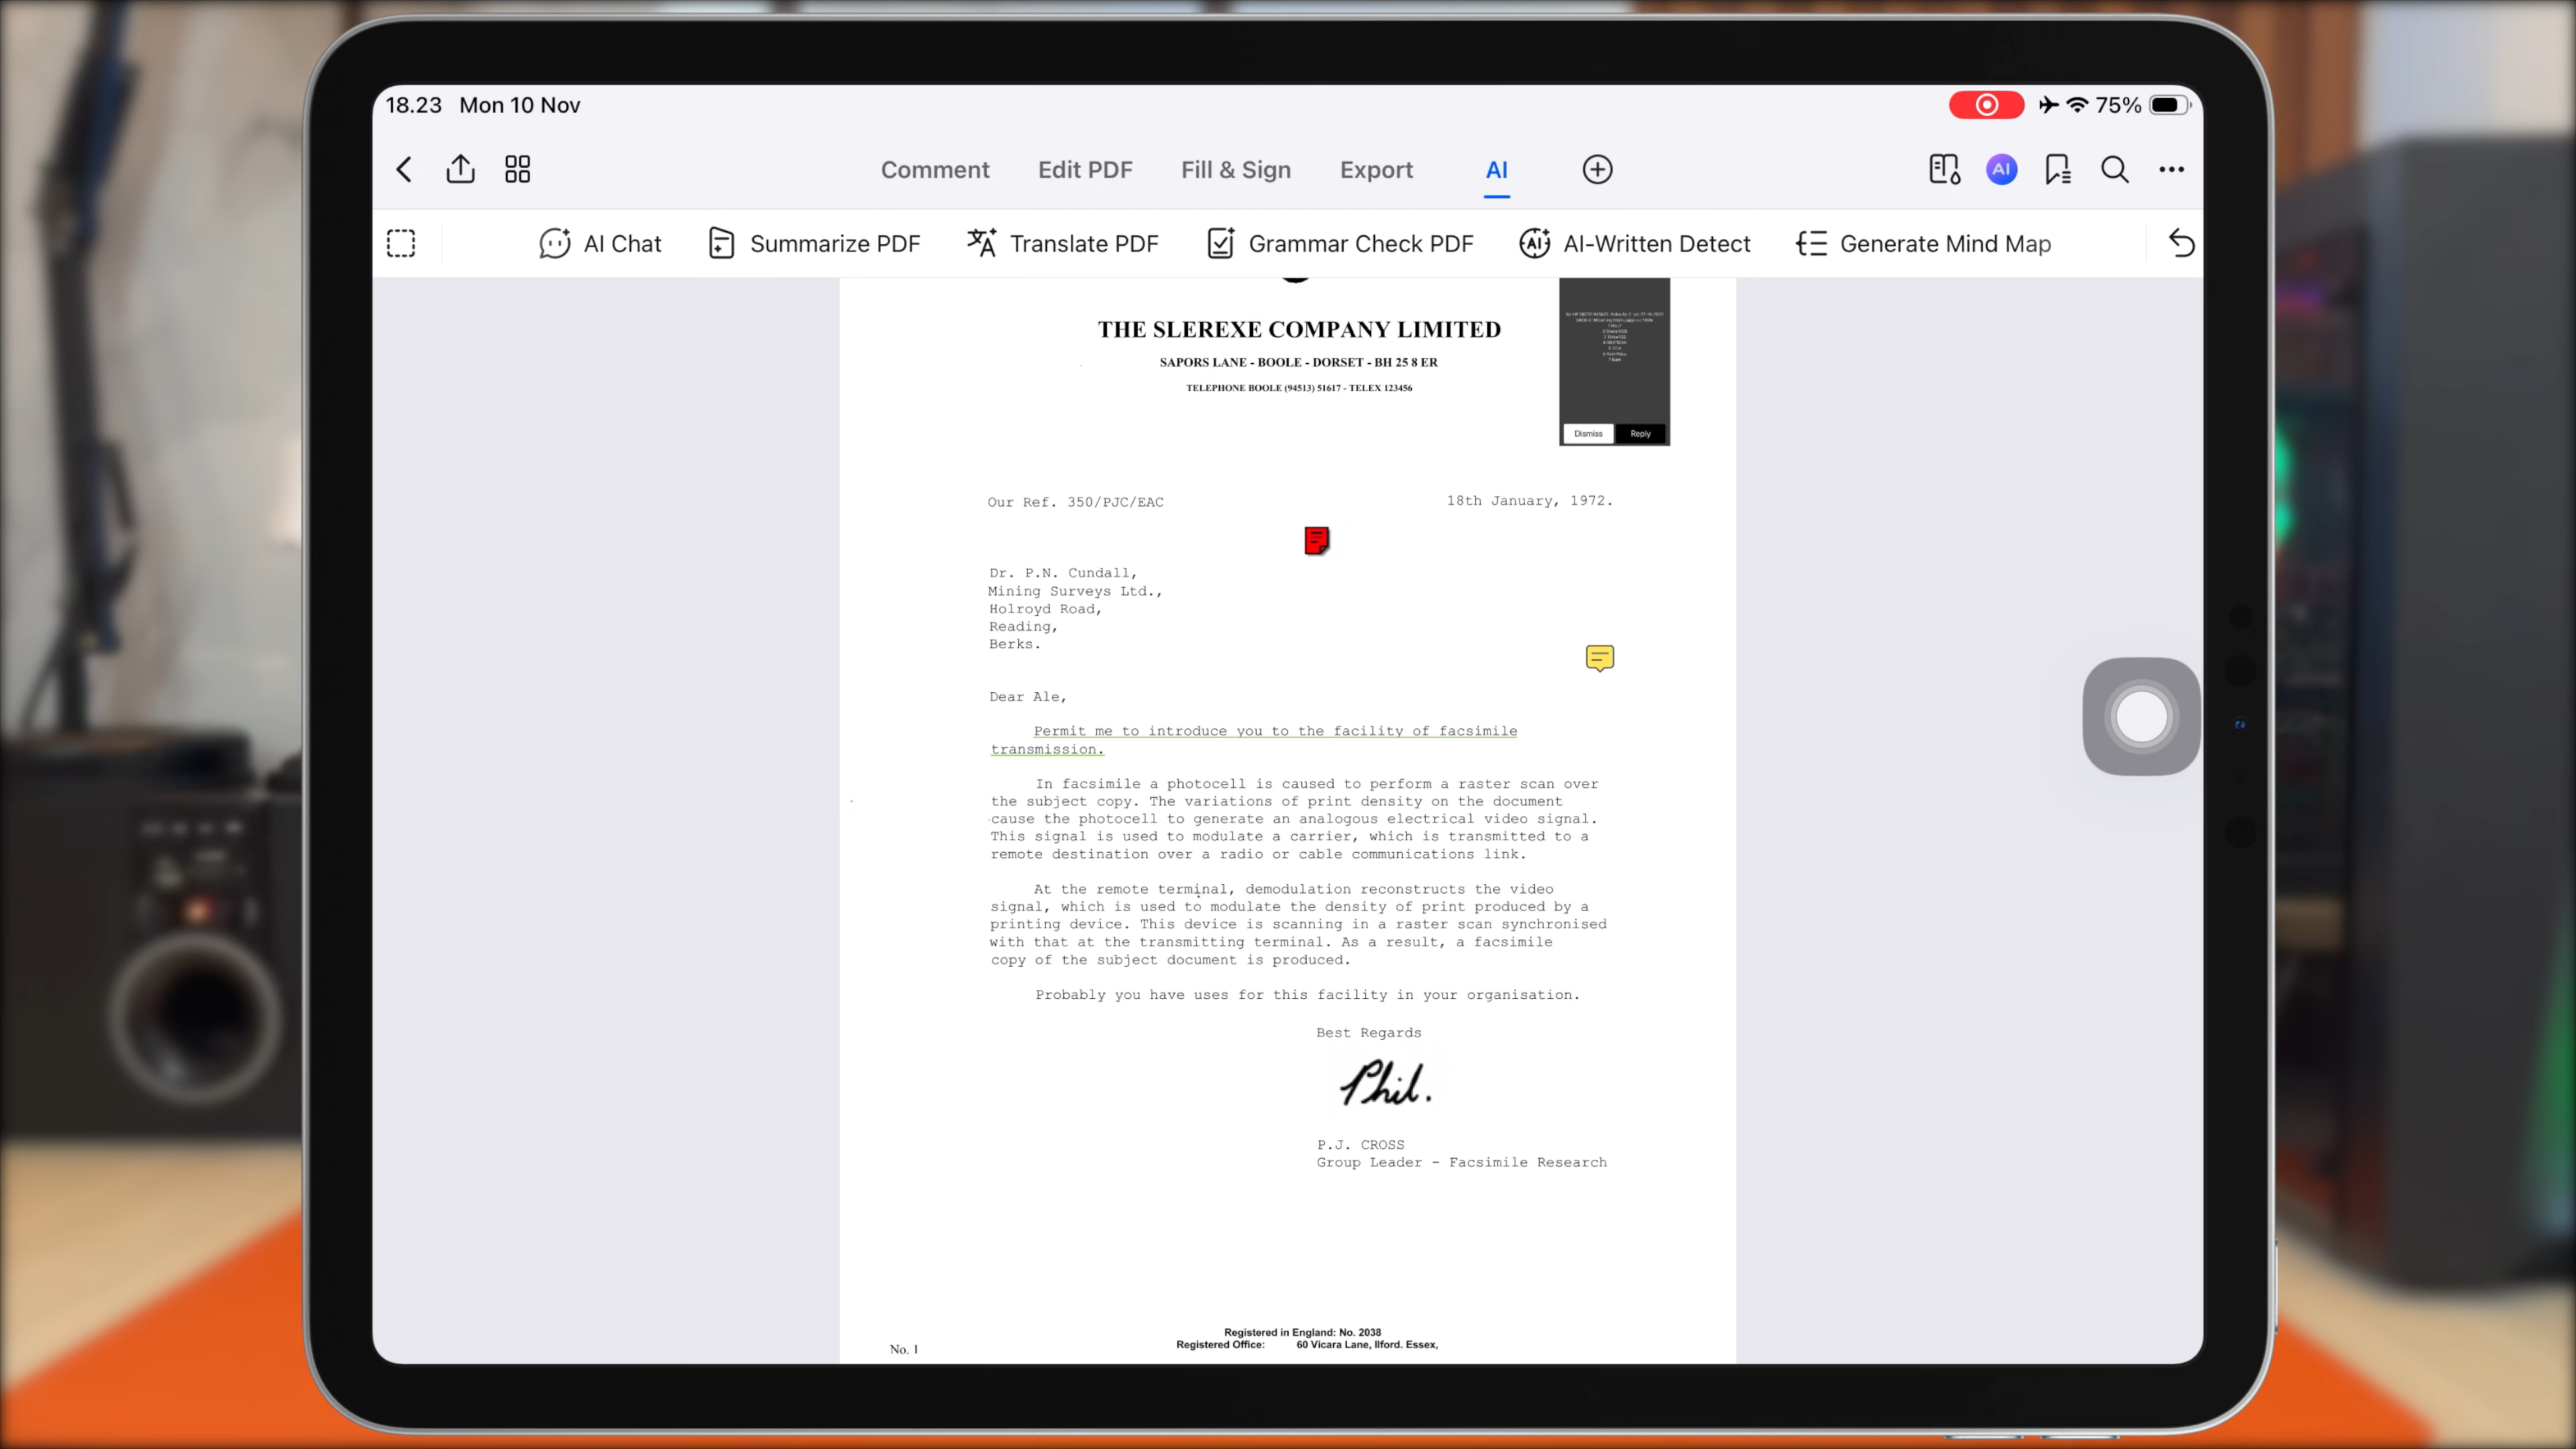 18.23 Mon 10 Nov
75%
Comment Edit PDF Fill & Sign Export AI
AI
AI Chat Summarize PDF Translate PDF Grammar Check PDF AI-Written Detect Generate Mind Map
THE SLEREXE COMPANY LIMITED
SAPORS LANE - BOOLE - DORSET - BH 25 8 ER
TELEPHONE BOOLE (94513) 51617 - TELEX 123456
Dismiss Reply
Our Ref. 350/PJC/EAC
18th January, 1972.
Dr. P.N. Cundall,
Mining Surveys Ltd.,
Holroyd Road,
Reading,
Berks.
Dear Ale,
Permit me to introduce you to the facility of facsimile
transmission.
In facsimile a photocell is caused to perform a raster scan over
the subject copy. The variations of print density on the document
cause the photocell to generate an analogous electrical video signal.
This signal is used to modulate a carrier, which is transmitted to a
remote destination over a radio or cable communications link.
At the remote terminal, demodulation reconstructs the video
signal, which is used to modulate the density of print produced by a
printing device. This device is scanning in a raster scan synchronised
with that at the transmitting terminal. As a result, a facsimile
copy of the subject document is produced.
Probably you have uses for this facility in your organisation.
Best Regards
Phil.
P.J. CROSS
Group Leader - Facsimile Research
Registered in England: No. 2038
Registered Office: 60 Vicara Lane, Ilford. Essex,
No. 1